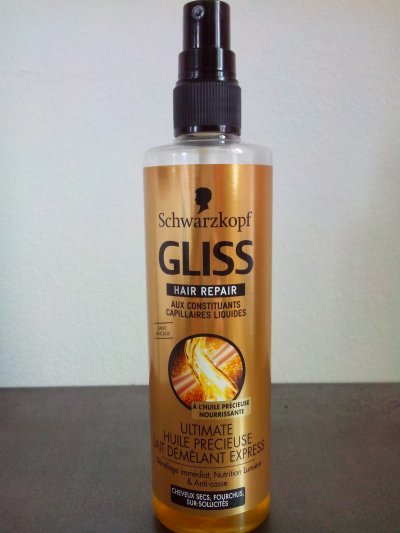 Schwarzkopf
GLISS
HAIR REPAIR
AUX CONSTITUANTS
CAPILLAIRES LIQUIDES
SANS
RINÇAGE
À L'HUILE PRÉCIEUSE
NOURRISSANTE
ULTIMATE
HUILE PRÉCIEUSE
LAIT DÉMÊLANT EXPRESS
Démêlage immédiat, Nutrition Lumière
& Anti-casse
CHEVEUX SECS, FOURCHUS,
SUR-SOLLICITÉS